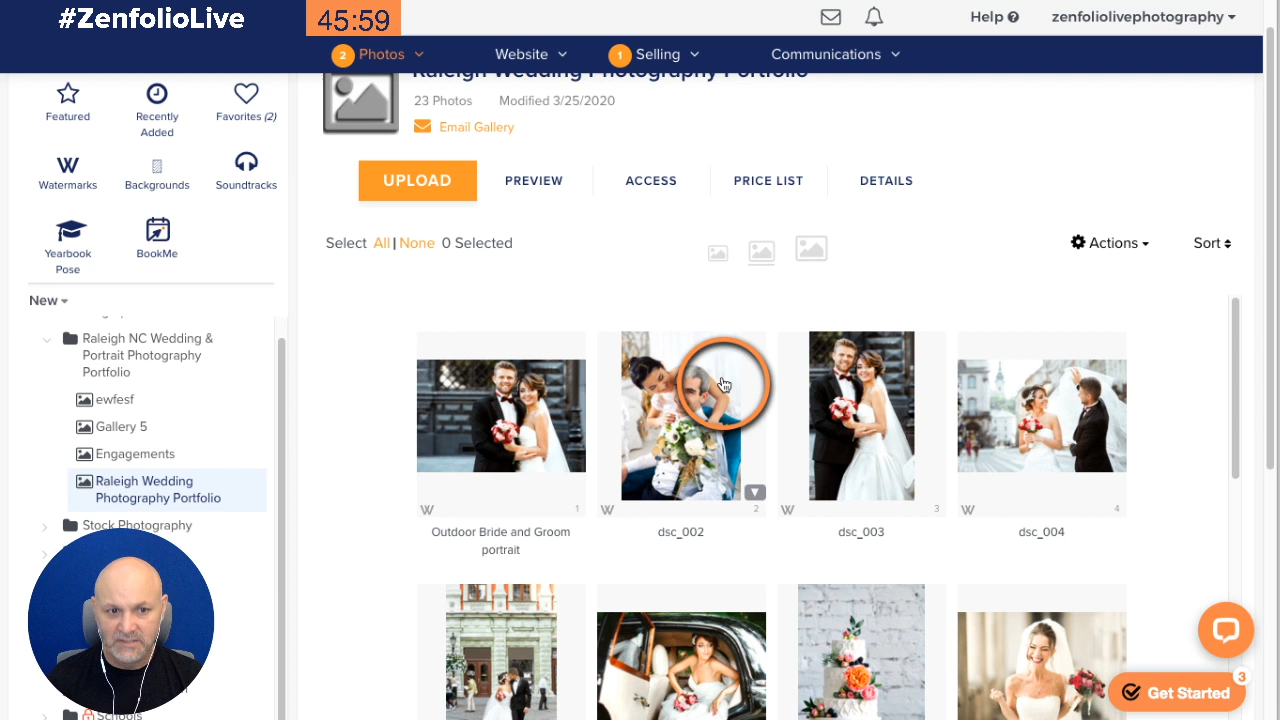 #ZenfolioLive
45:59
Help
zenfoliolivephotography
2 Photos
Website
1 Selling
Communications
Raleigh Wedding Photography Portfolio
23 Photos Modified 3/25/2020
Email Gallery
UPLOAD
PREVIEW
ACCESS
PRICE LIST
DETAILS
Select All | None 0 Selected
Actions
Sort
Featured
Recently
Added
Favorites (2)
W
Watermarks
Backgrounds
Soundtracks
Yearbook
Pose
BookMe
New
Raleigh NC Wedding &
Portrait Photography
Portfolio
ewfesf
Gallery 5
Engagements
Raleigh Wedding
Photography Portfolio
Stock Photography
Schools
W 1
Outdoor Bride and Groom
portrait
W 2
dsc_002
W 3
dsc_003
W 4
dsc_004
3
Get Started